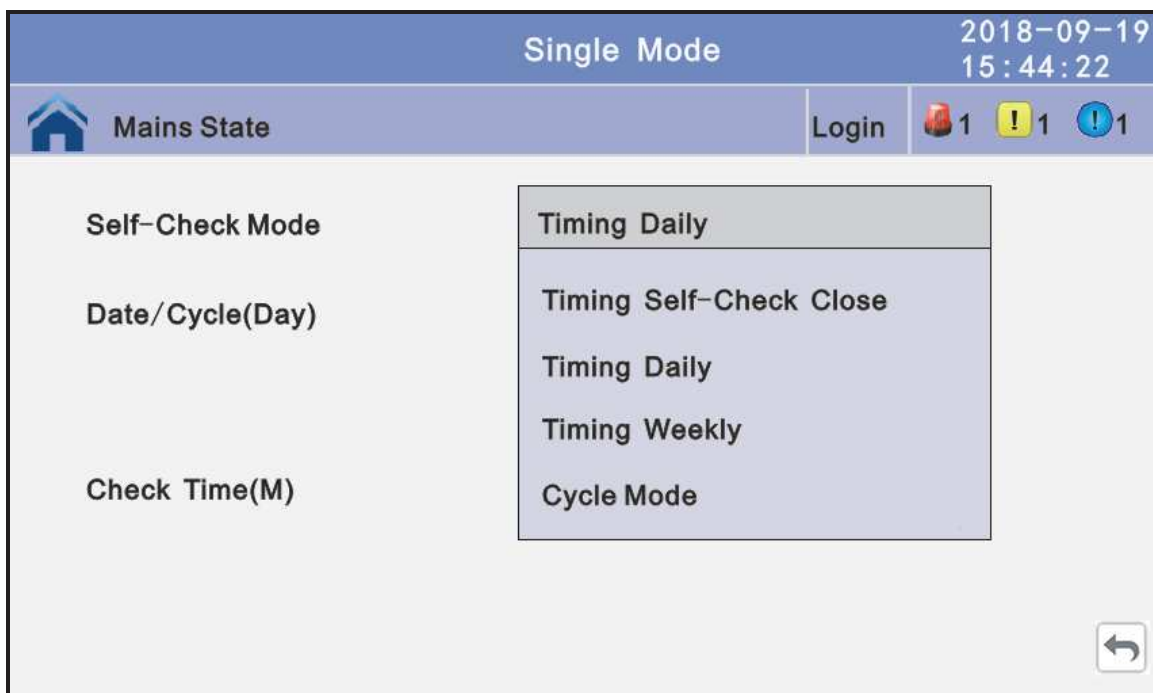 Single Mode
2018-09-19
15:44:22
Mains State
Login
1
! 1
! 1
Self-Check Mode
Timing Daily
Date/Cycle(Day)
Timing Self-Check Close
Timing Daily
Timing Weekly
Check Time(M)
Cycle Mode